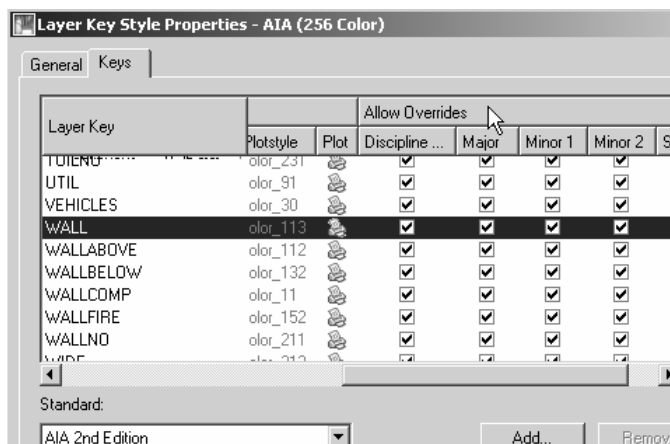 Layer Key Style Properties - AIA (256 Color)
General Keys
Layer Key Allow Overrides
Plotstyle Plot Discipline ... Major Minor 1 Minor 2 S
olor_231
UTIL olor_91
VEHICLES olor_30
WALL olor_113
WALLABOVE olor_112
WALLBELOW olor_132
WALLCOMP olor_11
WALLFIRE olor_152
WALLNO olor_211
Standard:
AIA 2nd Edition Add... Remov